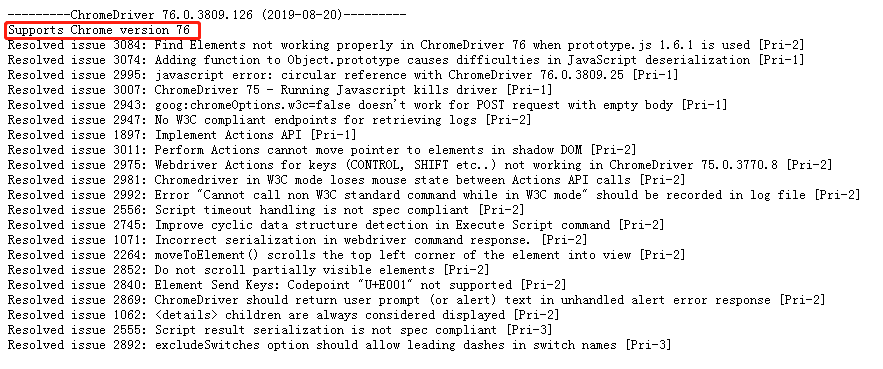 ---------ChromeDriver 76.0.3809.126 (2019-08-20)---------
Supports Chrome version 76
Resolved issue 3084: Find Elements not working properly in ChromeDriver 76 when prototype.js 1.6.1 is used [Pri-2]
Resolved issue 3074: Adding function to Object.prototype causes difficulties in JavaScript deserialization [Pri-1]
Resolved issue 2995: javascript error: circular reference with ChromeDriver 76.0.3809.25 [Pri-1]
Resolved issue 3007: ChromeDriver 75 - Running Javascript kills driver [Pri-1]
Resolved issue 2943: goog:chromeOptions.w3c=false doesn't work for POST request with empty body [Pri-1]
Resolved issue 2947: No W3C compliant endpoints for retrieving logs [Pri-2]
Resolved issue 1897: Implement Actions API [Pri-1]
Resolved issue 3011: Perform Actions cannot move pointer to elements in shadow DOM [Pri-2]
Resolved issue 2975: Webdriver Actions for keys (CONTROL, SHIFT etc..) not working in ChromeDriver 75.0.3770.8 [Pri-2]
Resolved issue 2981: Chromedriver in W3C mode loses mouse state between Actions API calls [Pri-2]
Resolved issue 2992: Error "Cannot call non W3C standard command while in W3C mode" should be recorded in log file [Pri-2]
Resolved issue 2556: Script timeout handling is not spec compliant [Pri-2]
Resolved issue 2745: Improve cyclic data structure detection in Execute Script command [Pri-2]
Resolved issue 1071: Incorrect serialization in webdriver command response. [Pri-2]
Resolved issue 2264: moveToElement() scrolls the top left corner of the element into view [Pri-2]
Resolved issue 2852: Do not scroll partially visible elements [Pri-2]
Resolved issue 2840: Element Send Keys: Codepoint "U+E001" not supported [Pri-2]
Resolved issue 2869: ChromeDriver should return user prompt (or alert) text in unhandled alert error response [Pri-2]
Resolved issue 1062: <details> children are always considered displayed [Pri-2]
Resolved issue 2555: Script result serialization is not spec compliant [Pri-3]
Resolved issue 2892: excludeSwitches option should allow leading dashes in switch names [Pri-3]